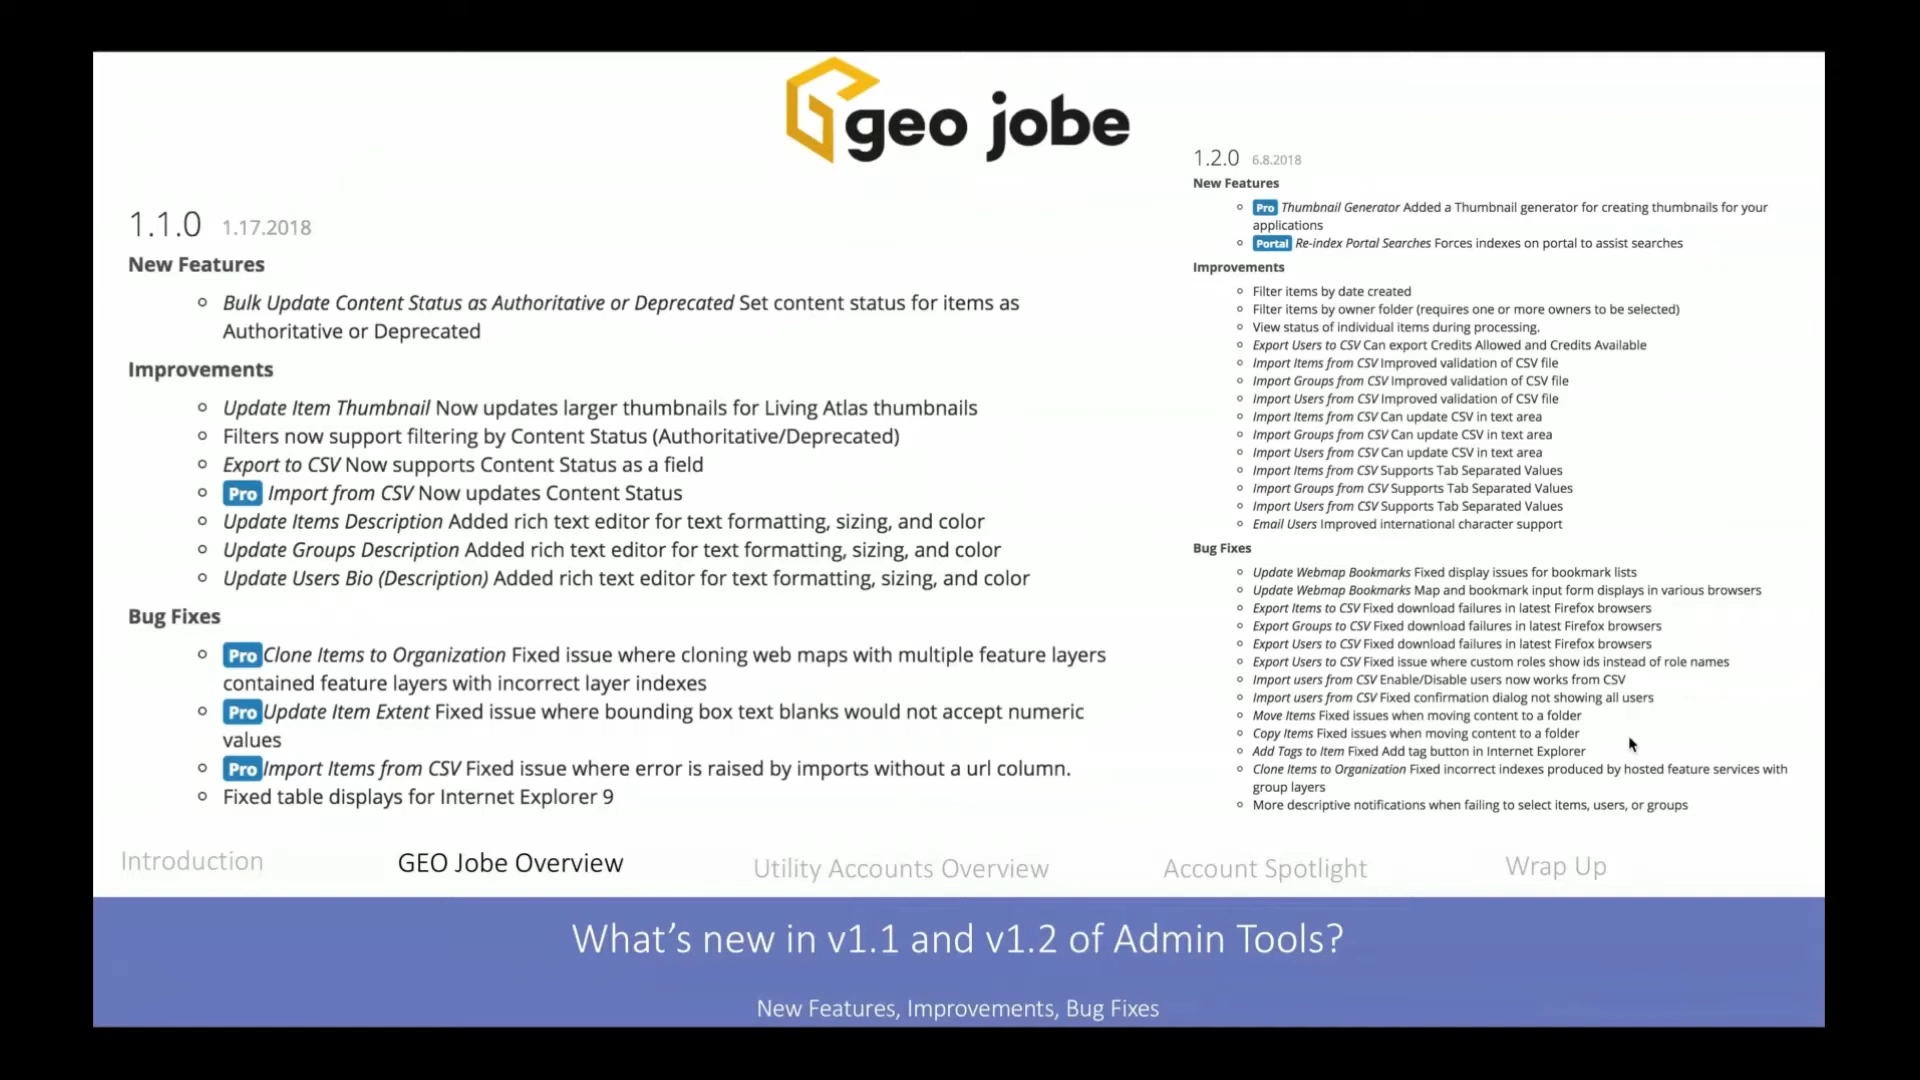 geo jobe
1.1.0 1.17.2018
New Features
Bulk Update Content Status as Authoritative or Deprecated Set content status for items as
Authoritative or Deprecated
Improvements
Update Item Thumbnail Now updates larger thumbnails for Living Atlas thumbnails
Filters now support filtering by Content Status (Authoritative/Deprecated)
Export to CSV Now supports Content Status as a field
Pro Import from CSV Now updates Content Status
Update Items Description Added rich text editor for text formatting, sizing, and color
Update Groups Description Added rich text editor for text formatting, sizing, and color
Update Users Bio (Description) Added rich text editor for text formatting, sizing, and color
Bug Fixes
Pro Clone Items to Organization Fixed issue where cloning web maps with multiple feature layers
contained feature layers with incorrect layer indexes
Pro Update Item Extent Fixed issue where bounding box text blanks would not accept numeric
values
Pro Import Items from CSV Fixed issue where error is raised by imports without a url column.
Fixed table displays for Internet Explorer 9
1.2.0 6.8.2018
New Features
Pro Thumbnail Generator Added a Thumbnail generator for creating thumbnails for your
applications
Portal Re-index Portal Searches Forces indexes on portal to assist searches
Improvements
Filter items by date created
Filter items by owner folder (requires one or more owners to be selected)
View status of individual items during processing.
Export Users to CSV Can export Credits Allowed and Credits Available
Import Items from CSV Improved validation of CSV file
Import Groups from CSV Improved validation of CSV file
Import Users from CSV Improved validation of CSV file
Import Items from CSV Can update CSV in text area
Import Groups from CSV Can update CSV in text area
Import Users from CSV Can update CSV in text area
Import Items from CSV Supports Tab Separated Values
Import Groups from CSV Supports Tab Separated Values
Import Users from CSV Supports Tab Separated Values
Email Users Improved international character support
Bug Fixes
Update Webmap Bookmarks Fixed display issues for bookmark lists
Update Webmap Bookmarks Map and bookmark input form displays in various browsers
Export Items to CSV Fixed download failures in latest Firefox browsers
Export Groups to CSV Fixed download failures in latest Firefox browsers
Export Users to CSV Fixed download failures in latest Firefox browsers
Export Users to CSV Fixed issue where custom roles show ids instead of role names
Import users from CSV Enable/Disable users now works from CSV
Import users from CSV Fixed confirmation dialog not showing all users
Move Items Fixed issues when moving content to a folder
Copy Items Fixed issues when moving content to a folder
Add Tags to Item Fixed Add tag button in Internet Explorer
Clone Items to Organization Fixed incorrect indexes produced by hosted feature services with
group layers
More descriptive notifications when failing to select items, users, or groups
Introduction
GEO Jobe Overview
Utility Accounts Overview
Account Spotlight
Wrap Up
What's new in v1.1 and v1.2 of Admin Tools?
New Features, Improvements, Bug Fixes